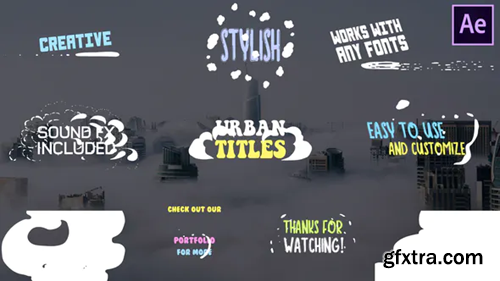 CREATIVE
STYLISH
WORKS WITH
ANY FONTS
Ae
SOUND FX
INCLUDED
URBAN
TITLES
EASY TO USE
AND CUSTOMIZE
CHECK OUT OUR
PORTFOLIO
FOR MORE
THANKS FOR
WATCHING!
gfxtra.com